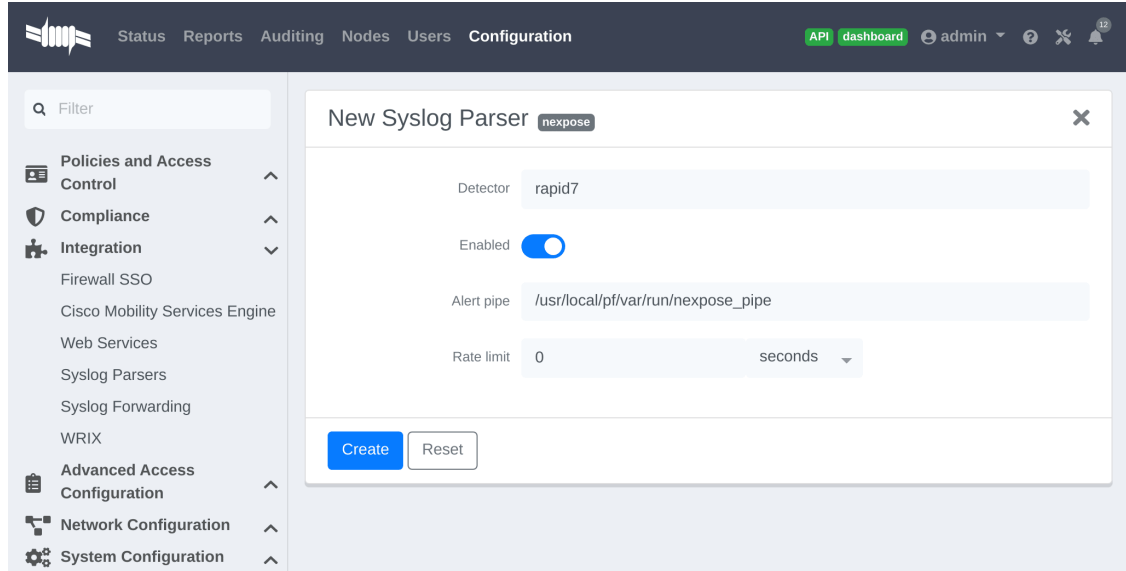 Status Reports Auditing Nodes Users Configuration API dashboard admin 12
Filter
Policies and Access
Control
Compliance
Integration
Firewall SSO
Cisco Mobility Services Engine
Web Services
Syslog Parsers
Syslog Forwarding
WRIX
Advanced Access
Configuration
Network Configuration
System Configuration
New Syslog Parser nexpose
Detector rapid7
Enabled
Alert pipe /usr/local/pf/var/run/nexpose_pipe
Rate limit 0 seconds
Create Reset